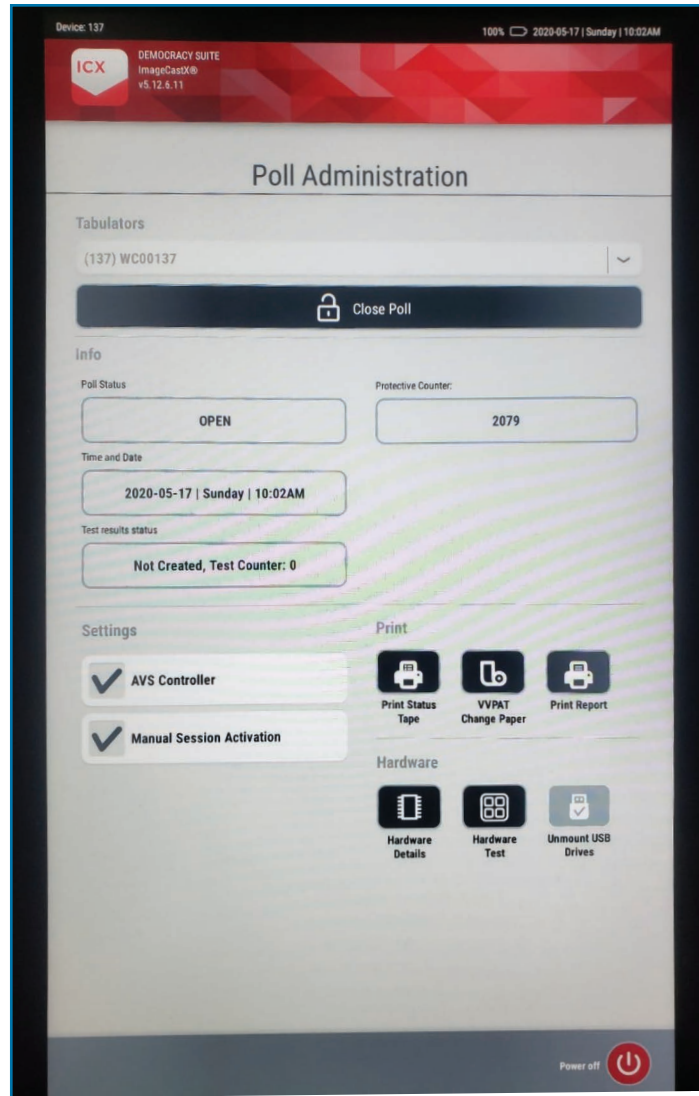 Device: 137
100% 2020-05-17 | Sunday | 10:02AM
ICX
DEMOCRACY SUITE
ImageCastX®
v5.12.6.11
Poll Administration
Tabulators
(137) WC00137
Close Poll
Info
Poll Status
Protective Counter:
OPEN
2079
Time and Date
2020-05-17 | Sunday | 10:02AM
Test results status
Not Created, Test Counter: 0
Settings
Print
AVS Controller
Manual Session Activation
Print Status
Tape
VVPAT
Change Paper
Print Report
Hardware
Hardware
Details
Hardware
Test
Unmount USB
Drives
Power off